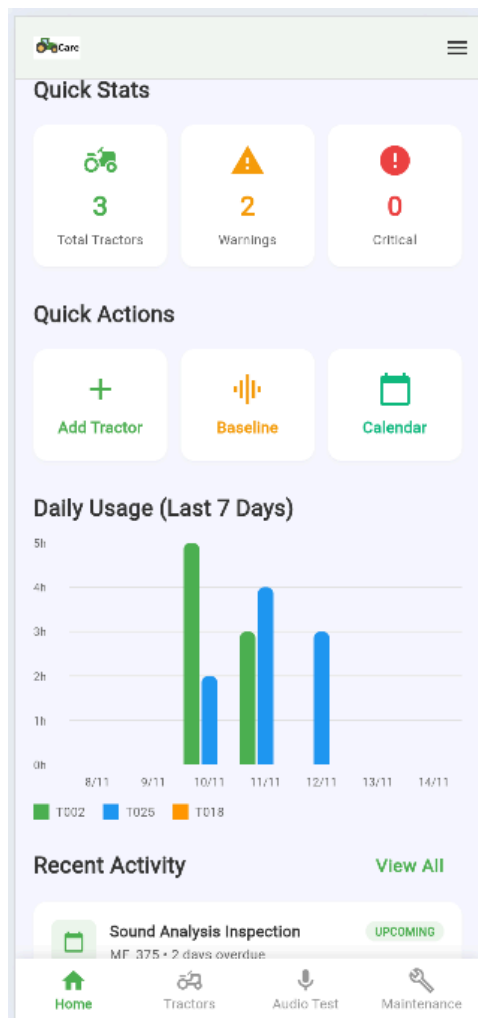 Care
Quick Stats
3 2 0
Total Tractors Warnings Critical
Quick Actions
Add Tractor Baseline Calendar
Daily Usage (Last 7 Days)
5h
4h
3h
2h
1h
0h
8/11 9/11 10/11 11/11 12/11 13/11 14/11
T002 T025 T018
Recent Activity View All
Sound Analysis Inspection UPCOMING
MF 375 • 2 days overdue
Home Tractors Audio Test Maintenance